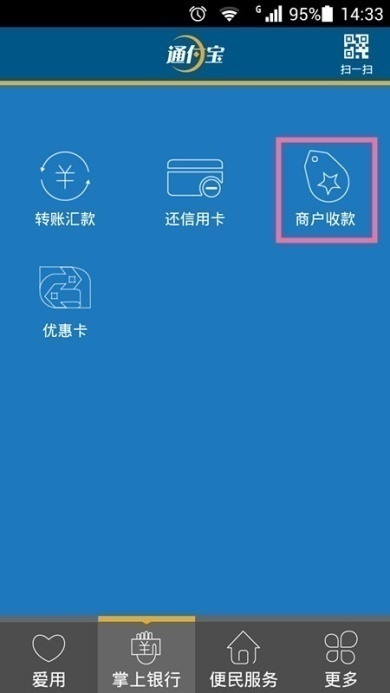 G 95% 14:33
通付宝
扫一扫
转账汇款 还信用卡 商户收款
优惠卡
爱用 掌上银行 便民服务 更多